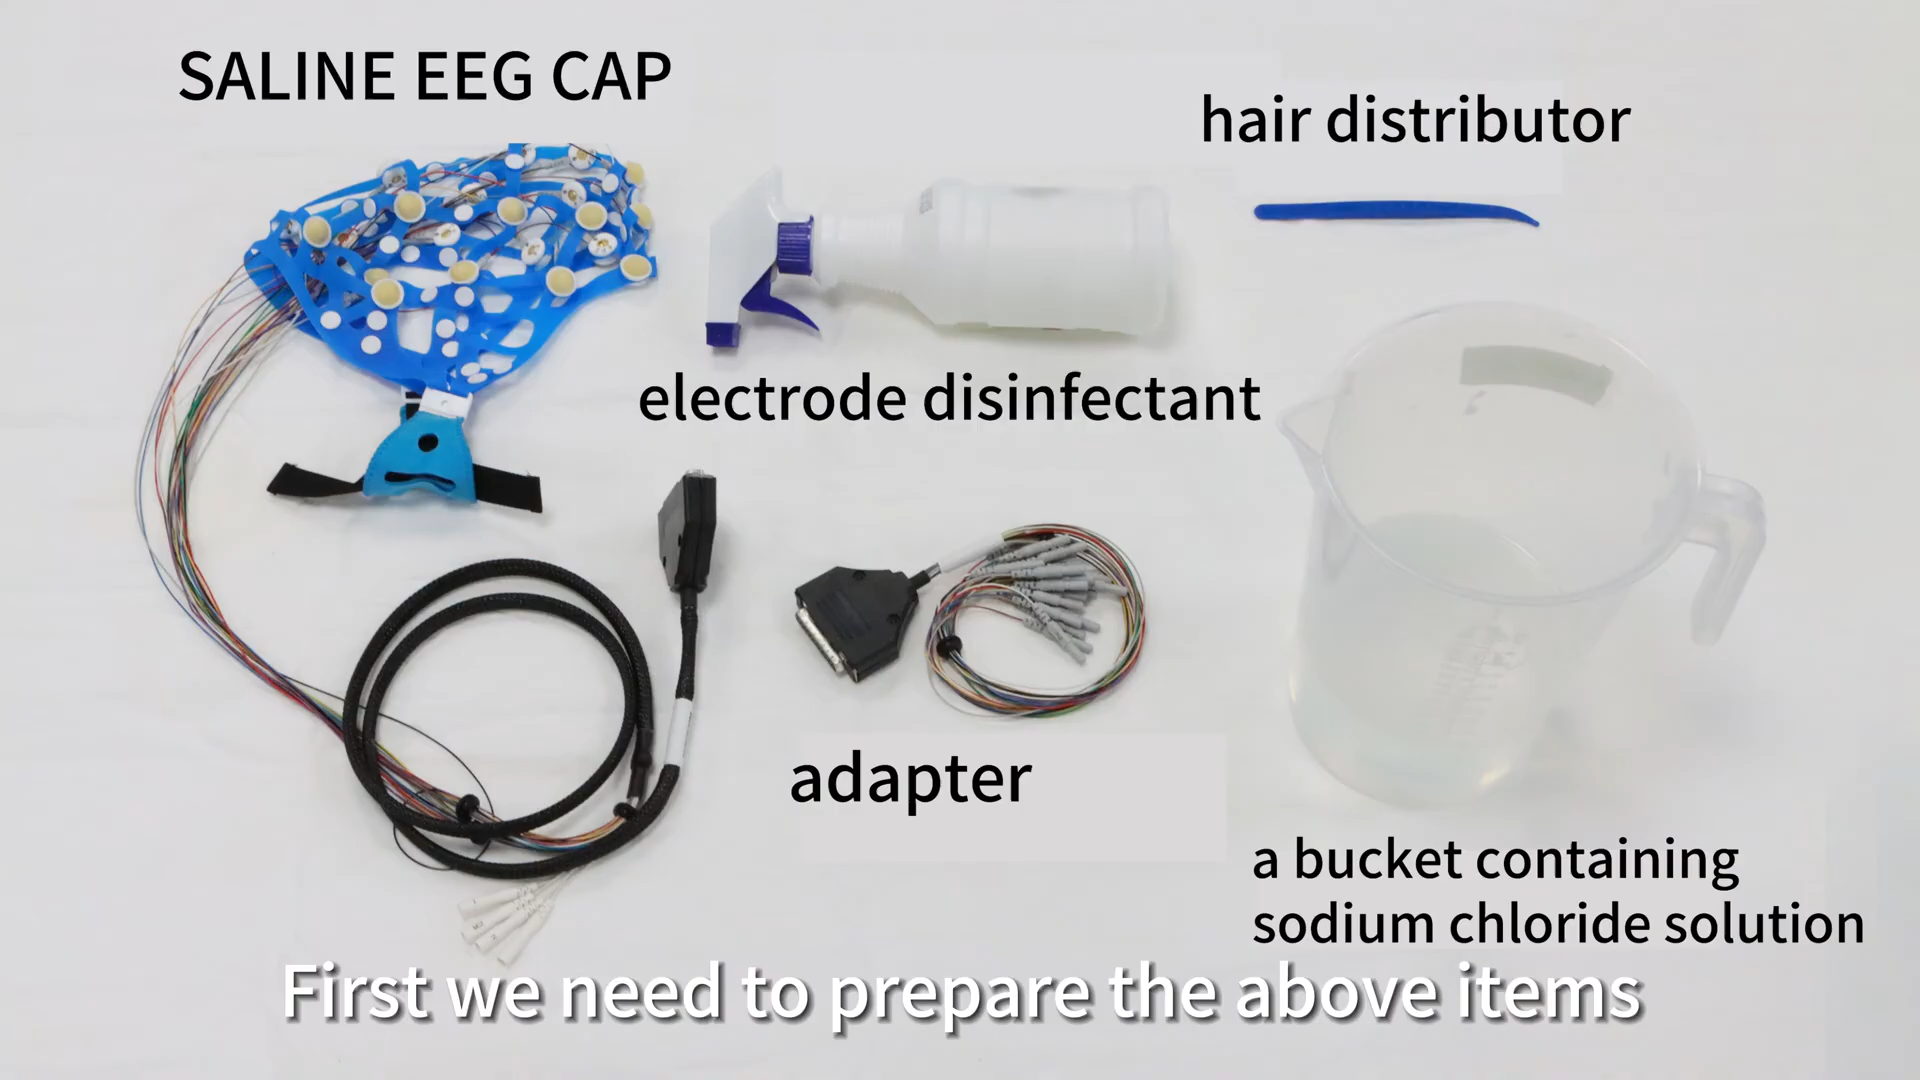 SALINE EEG CAP
hair distributor
electrode disinfectant
adapter
a bucket containing
sodium chloride solution
First we need to prepare the above items